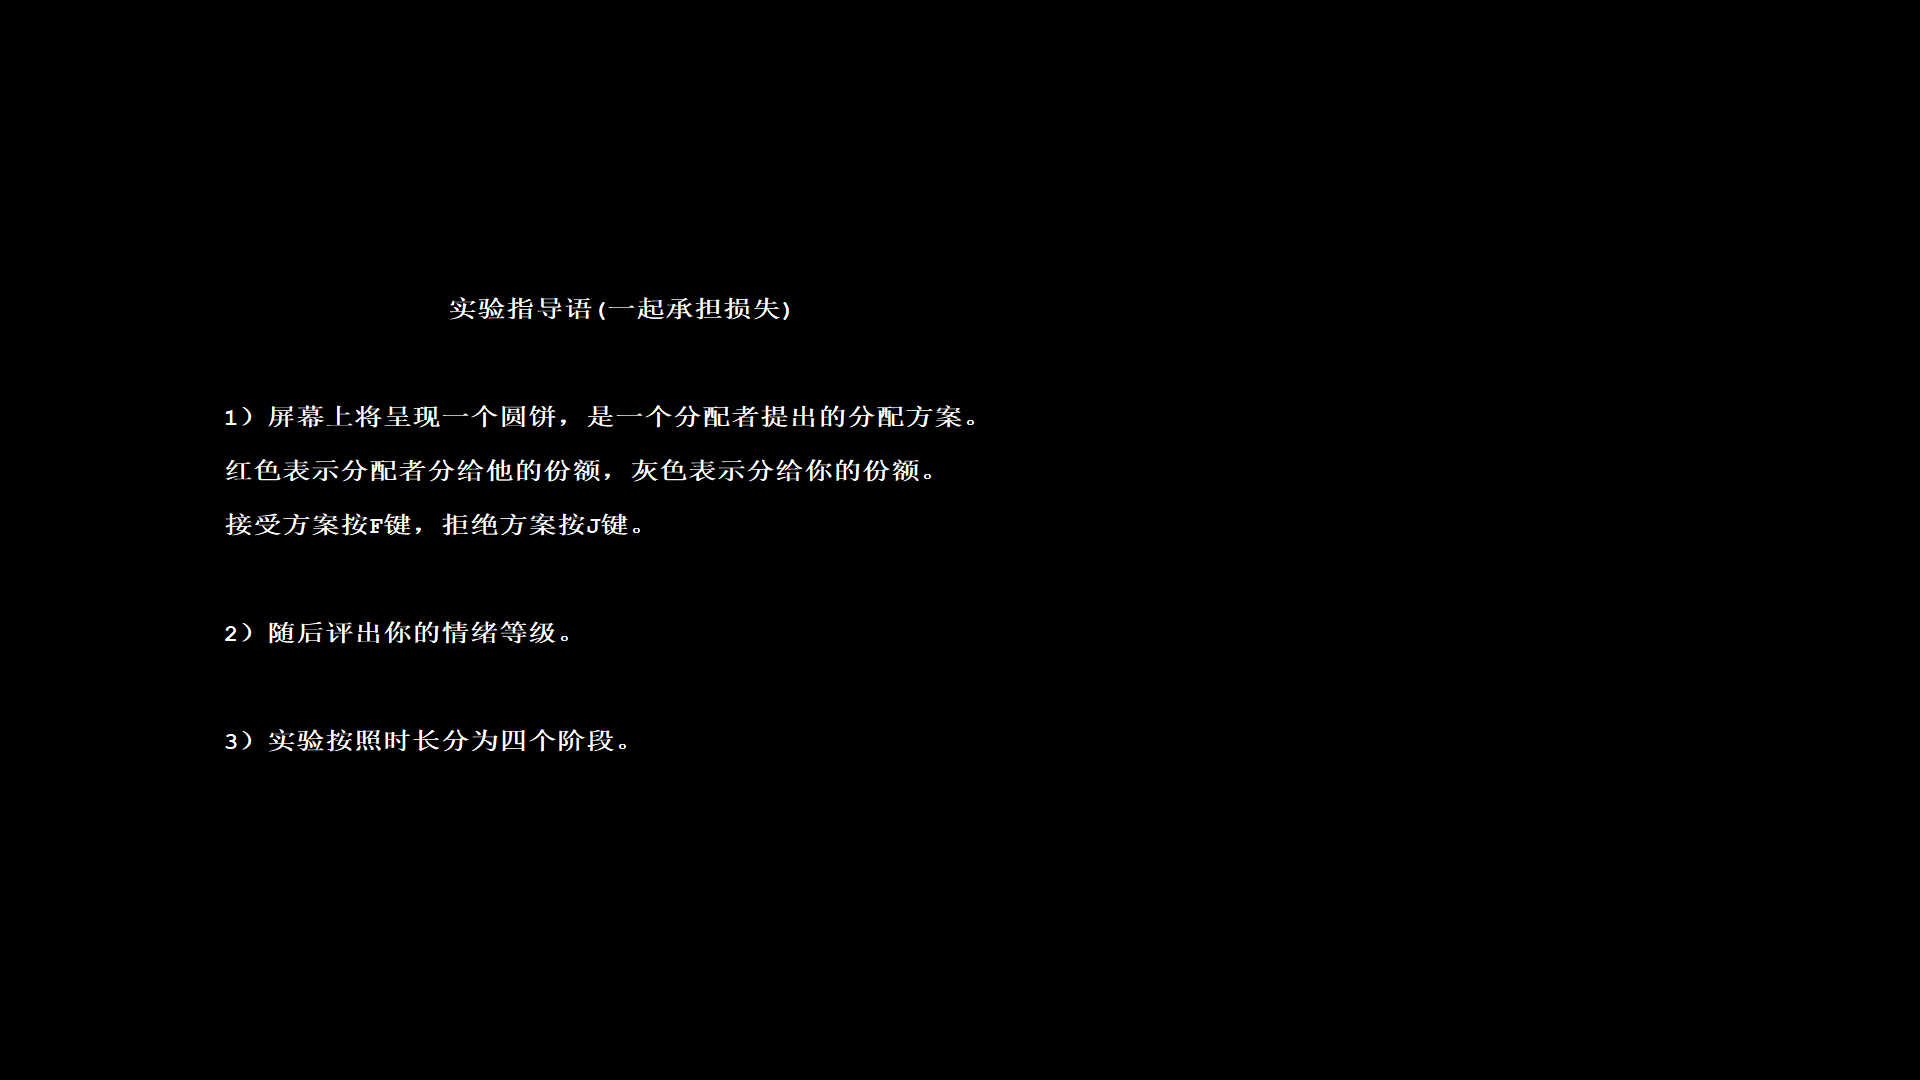 实验指导语(一起承担损失)
1）屏幕上将呈现一个圆饼，是一个分配者提出的分配方案。
红色表示分配者分给他的份额，灰色表示分给你的份额。
接受方案按F键，拒绝方案按J键。
2）随后评出你的情绪等级。
3）实验按照时长分为四个阶段。